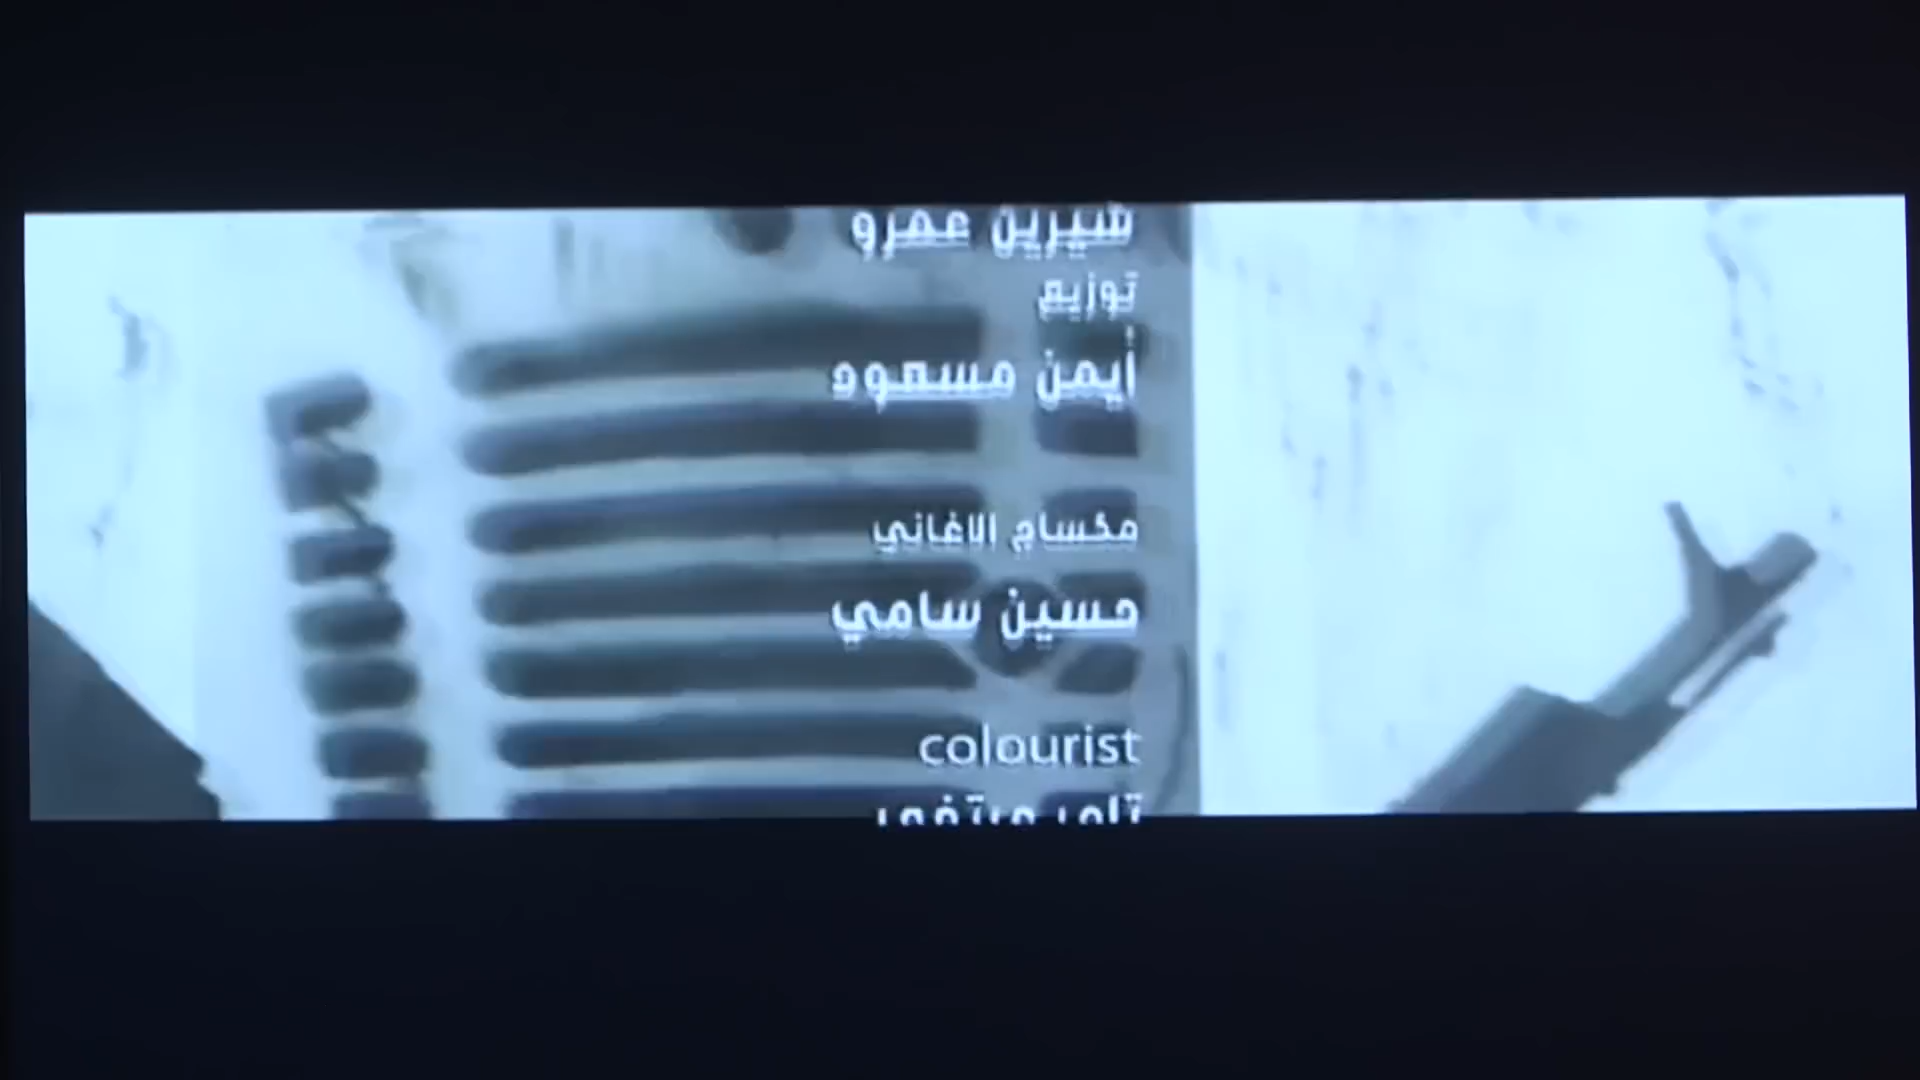 شيرين عمرو
توزيع
أيمن مسعود
مكساج الاغاني
حسين سامي
colourist